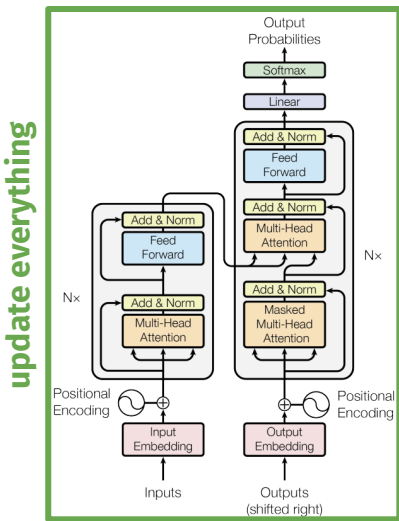 update everything
Output
Probabilities
Softmax
Linear
Add & Norm
Feed
Forward
Add & Norm
Multi-Head
Attention
Nx
Add & Norm
Masked
Multi-Head
Attention
Positional
Encoding
Output
Embedding
Outputs
(shifted right)
Add & Norm
Feed
Forward
Nx
Add & Norm
Multi-Head
Attention
Positional
Encoding
Input
Embedding
Inputs